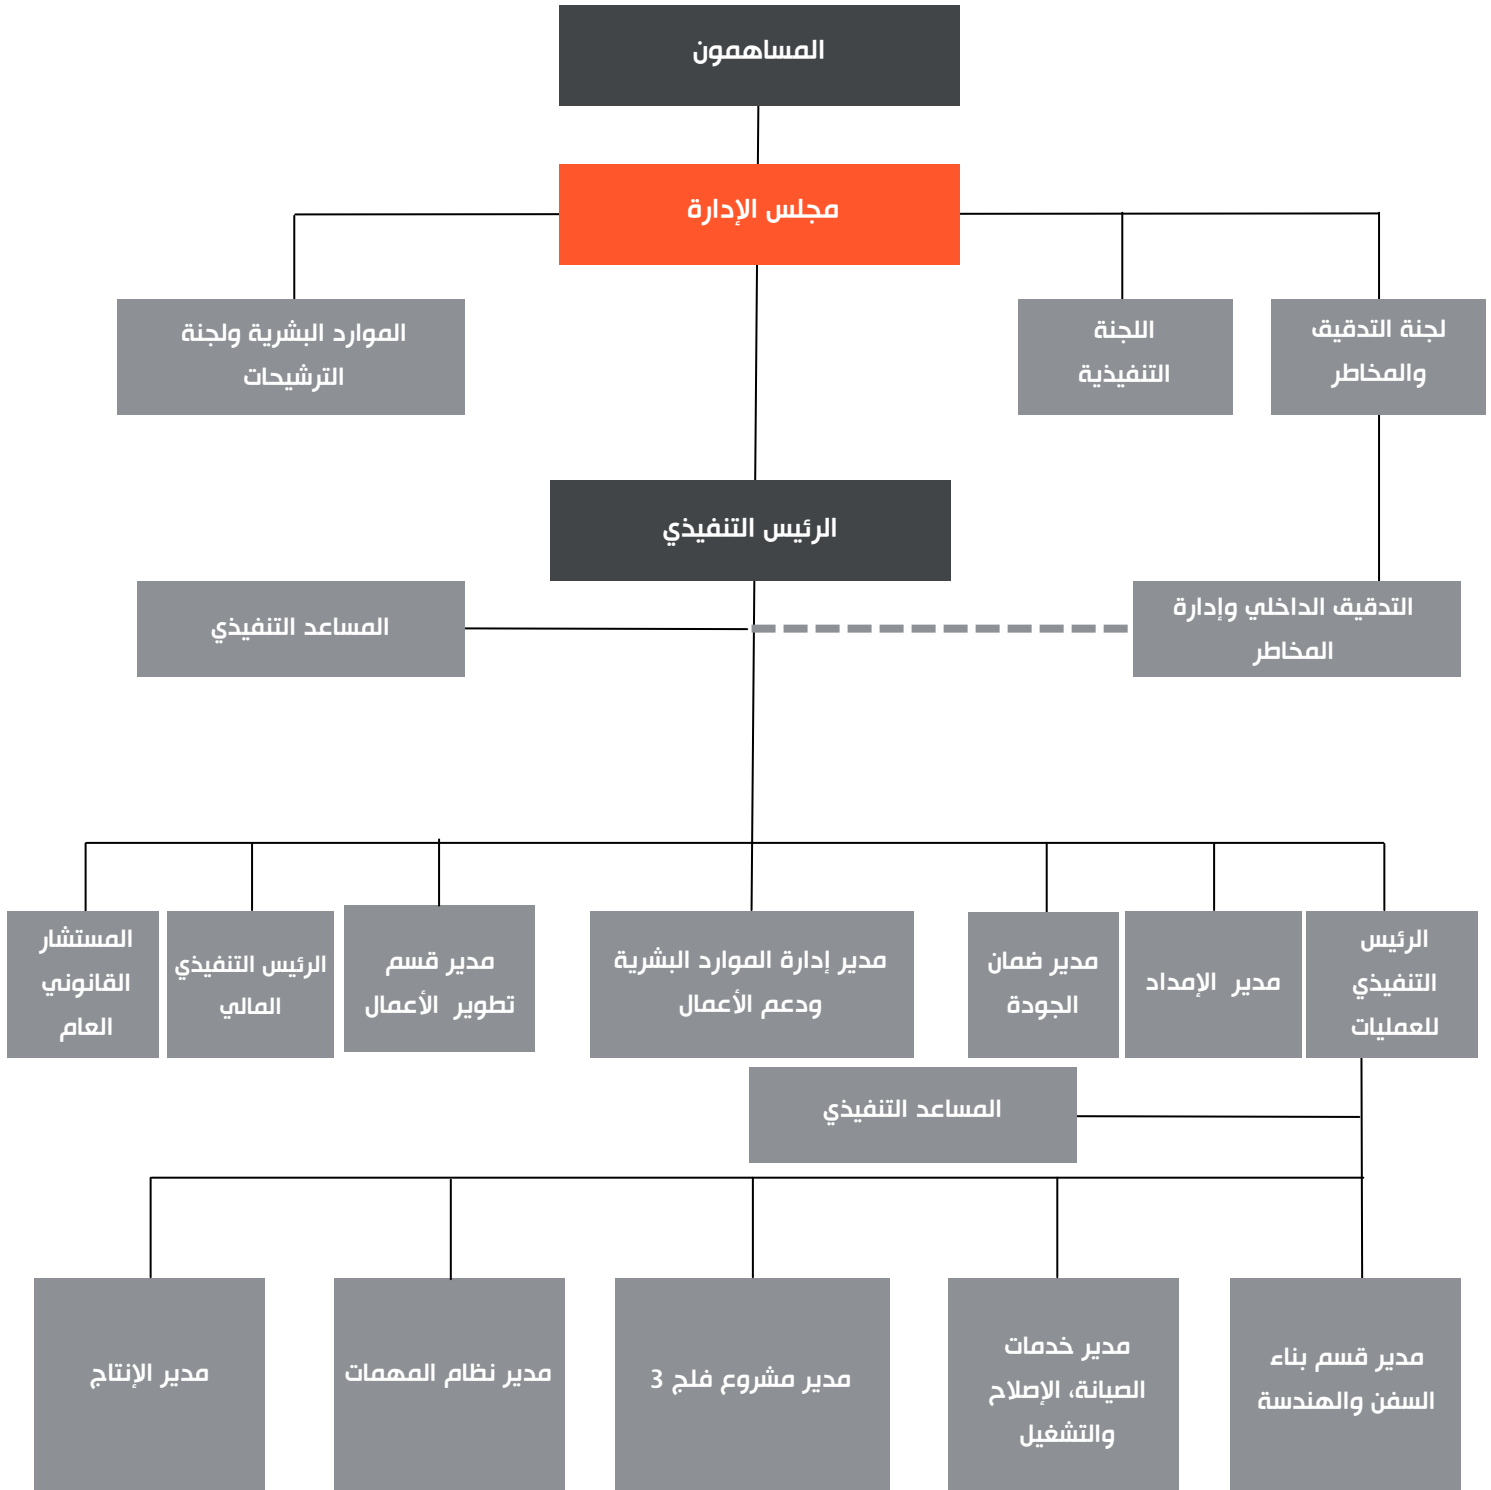 المساهمون
مجلس الإدارة
لجنة التدقيق
والمخاطر
اللجنة
التنفيذية
الموارد البشرية ولجنة
الترشيحات
الرئيس التنفيذي
التدقيق الداخلي وإدارة
المخاطر
المساعد التنفيذي
الرئيس
التنفيذي
للعمليات
مدير الإمداد
مدير ضمان
الجودة
مدير إدارة الموارد البشرية
ودعم الأعمال
مدير قسم
تطوير الأعمال
الرئيس التنفيذي
المالي
المستشار
القانوني
العام
المساعد التنفيذي
مدير قسم بناء
السفن والهندسة
مدير خدمات
الصيانة، الإصلاح
والتشغيل
مدير مشروع فلج 3
مدير نظام المهمات
مدير الإنتاج